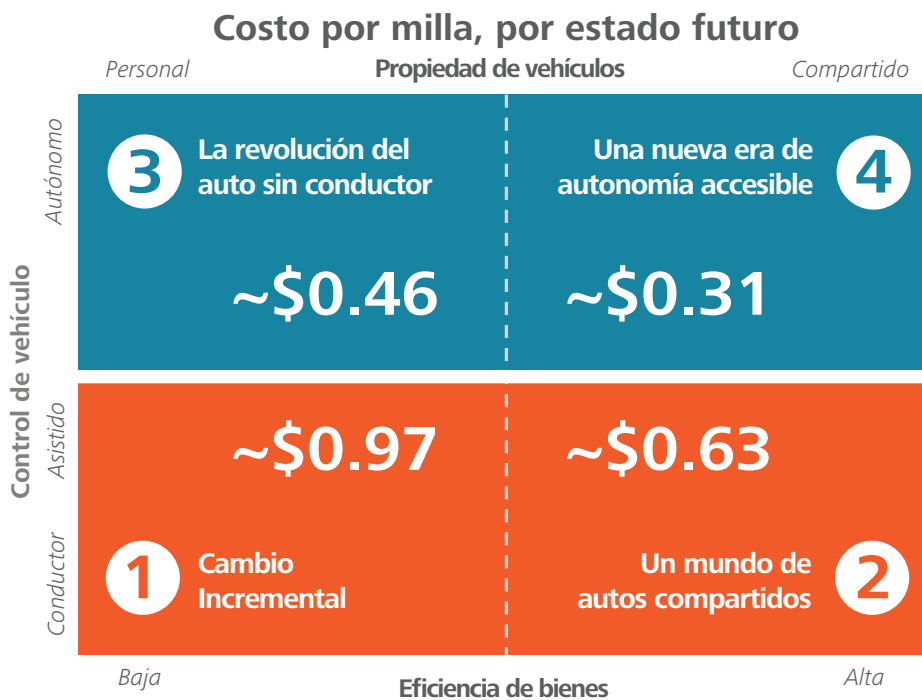 Costo por milla, por estado futuro
Personal
Propiedad de vehículos
Compartido
Autónomo
3
La revolución del
auto sin conductor
Una nueva era de
autonomía accesible
4
~$0.46
~$0.31
Control de vehículo
Asistido
~$0.97
~$0.63
Conductor
1
Cambio
Incremental
Un mundo de
autos compartidos
2
Baja
Eficiencia de bienes
Alta